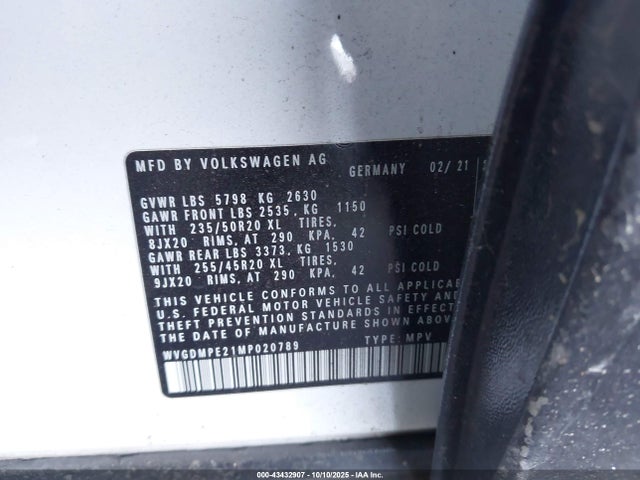 MFD BY VOLKSWAGEN AG GERMANY 02/21
GVWR LBS 5798 KG 2630
GAWR FRONT LBS 2535, KG 1150
WITH 235/50R20 XL TIRES,
8JX20 RIMS, AT 290 KPA, 42 PSI COLD
GAWR REAR LBS 3373, KG 1530
WITH 255/45R20 XL TIRES,
9JX20 RIMS, AT 290 KPA, 42 PSI COLD
THIS VEHICLE CONFORMS TO ALL
U.S. FEDERAL MOTOR VEHICLE SAFETY AND
THEFT PREVENTION STANDARDS IN EFFECT
DATE OF MANUFACTURE SHOWN
WVGDMPE21MP020789 TYPE: MPV
000-43432907 - 10/10/2025 - IAA Inc.